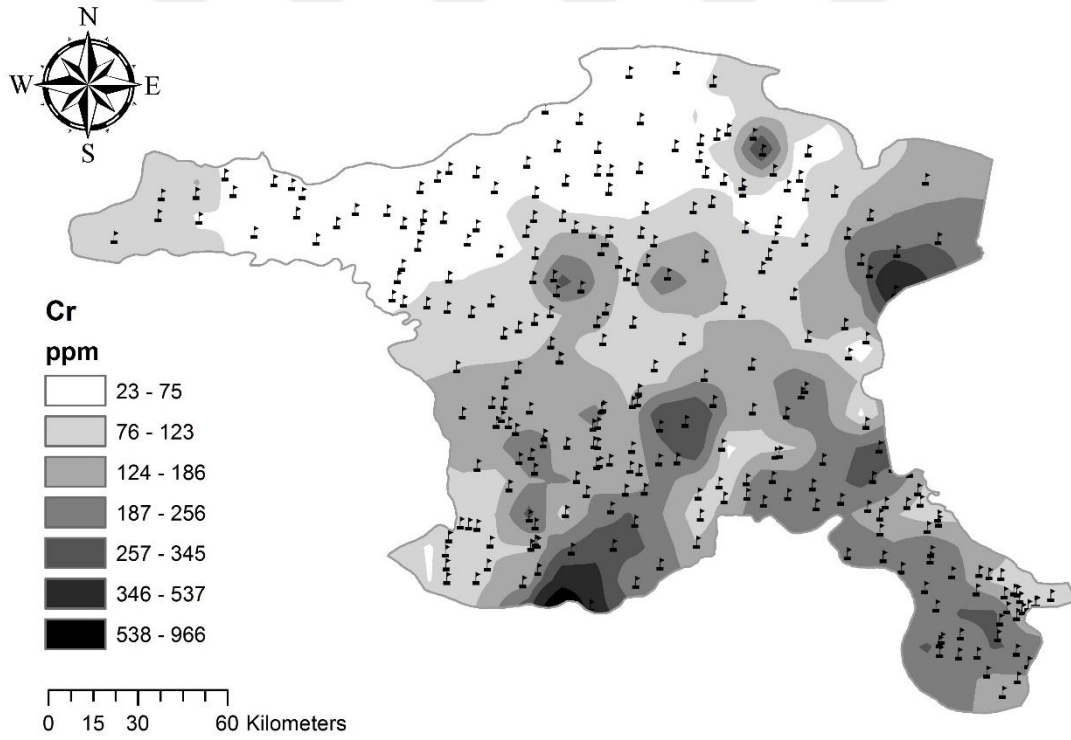 N
W E
S
Cr
ppm
23 - 75
76 - 123
124 - 186
187 - 256
257 - 345
346 - 537
538 - 966
0 15 30 60 Kilometers